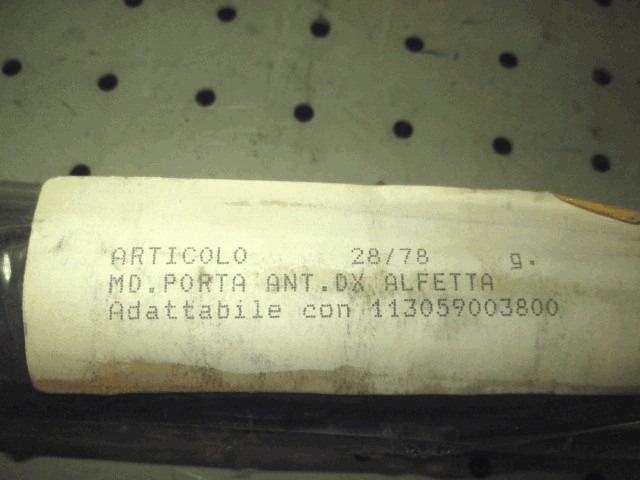 ARTICOLO 28/78 g.
MD.PORTA ANT.DX ALFETTA
Adattabile con 113059003800